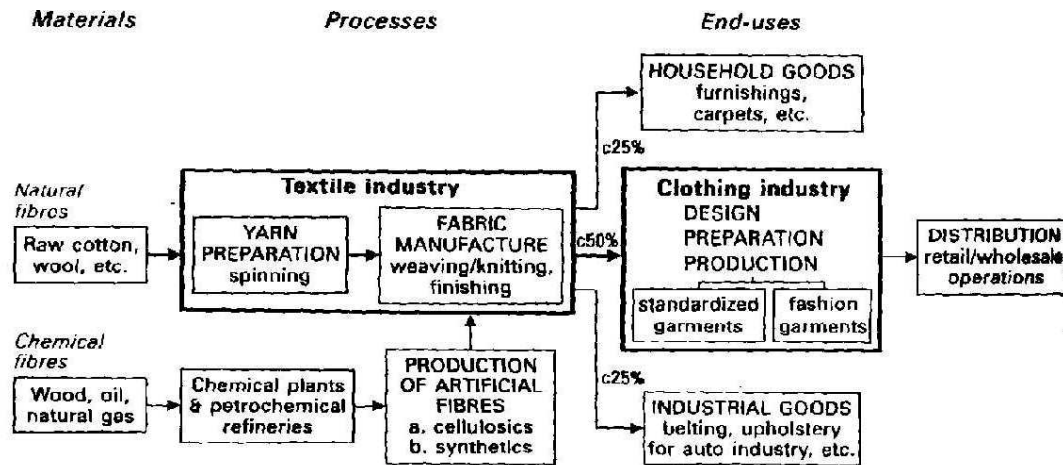 Materials
Processes
End-uses
HOUSEHOLD GOODS
furnishings,
carpets, etc.
c25%
Natural
fibres
Raw cotton,
wool, etc.
Textile industry
YARN
PREPARATION
spinning
FABRIC
MANUFACTURE
weaving/knitting,
finishing
c50%
Clothing industry
DESIGN
PREPARATION
PRODUCTION
standardized
garments
fashion
garments
DISTRIBUTION
retail/wholesale
operations
Chemical
fibres
Wood, oil,
natural gas
Chemical plants
& petrochemical
refineries
PRODUCTION
OF ARTIFICIAL
FIBRES
a. cellulosics
b. synthetics
c25%
INDUSTRIAL GOODS
belting, upholstery
for auto industry, etc.